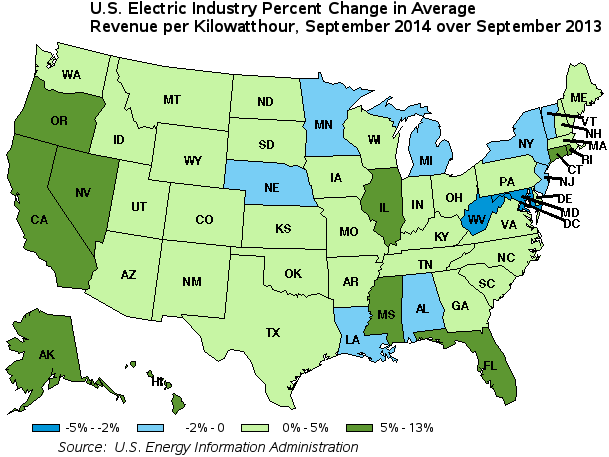 U.S. Electric Industry Percent Change in Average
Revenue per Kilowatthour, September 2014 over September 2013
WA
MT
ND
MN
ME
OR
VT
NH
ID
SD
WI
NY
MA
WY
MI
RI
CT
NE
IA
PA
NJ
NV
IL
IN
OH
DE
CA
UT
CO
WV
MD
KS
MO
VA
DC
KY
NC
TN
AZ
NM
OK
AR
SC
MS
AL
GA
TX
LA
AK
FL
HI
-5% - -2%
-2% - 0
0% - 5%
5% - 13%
Source: U.S. Energy Information Administration